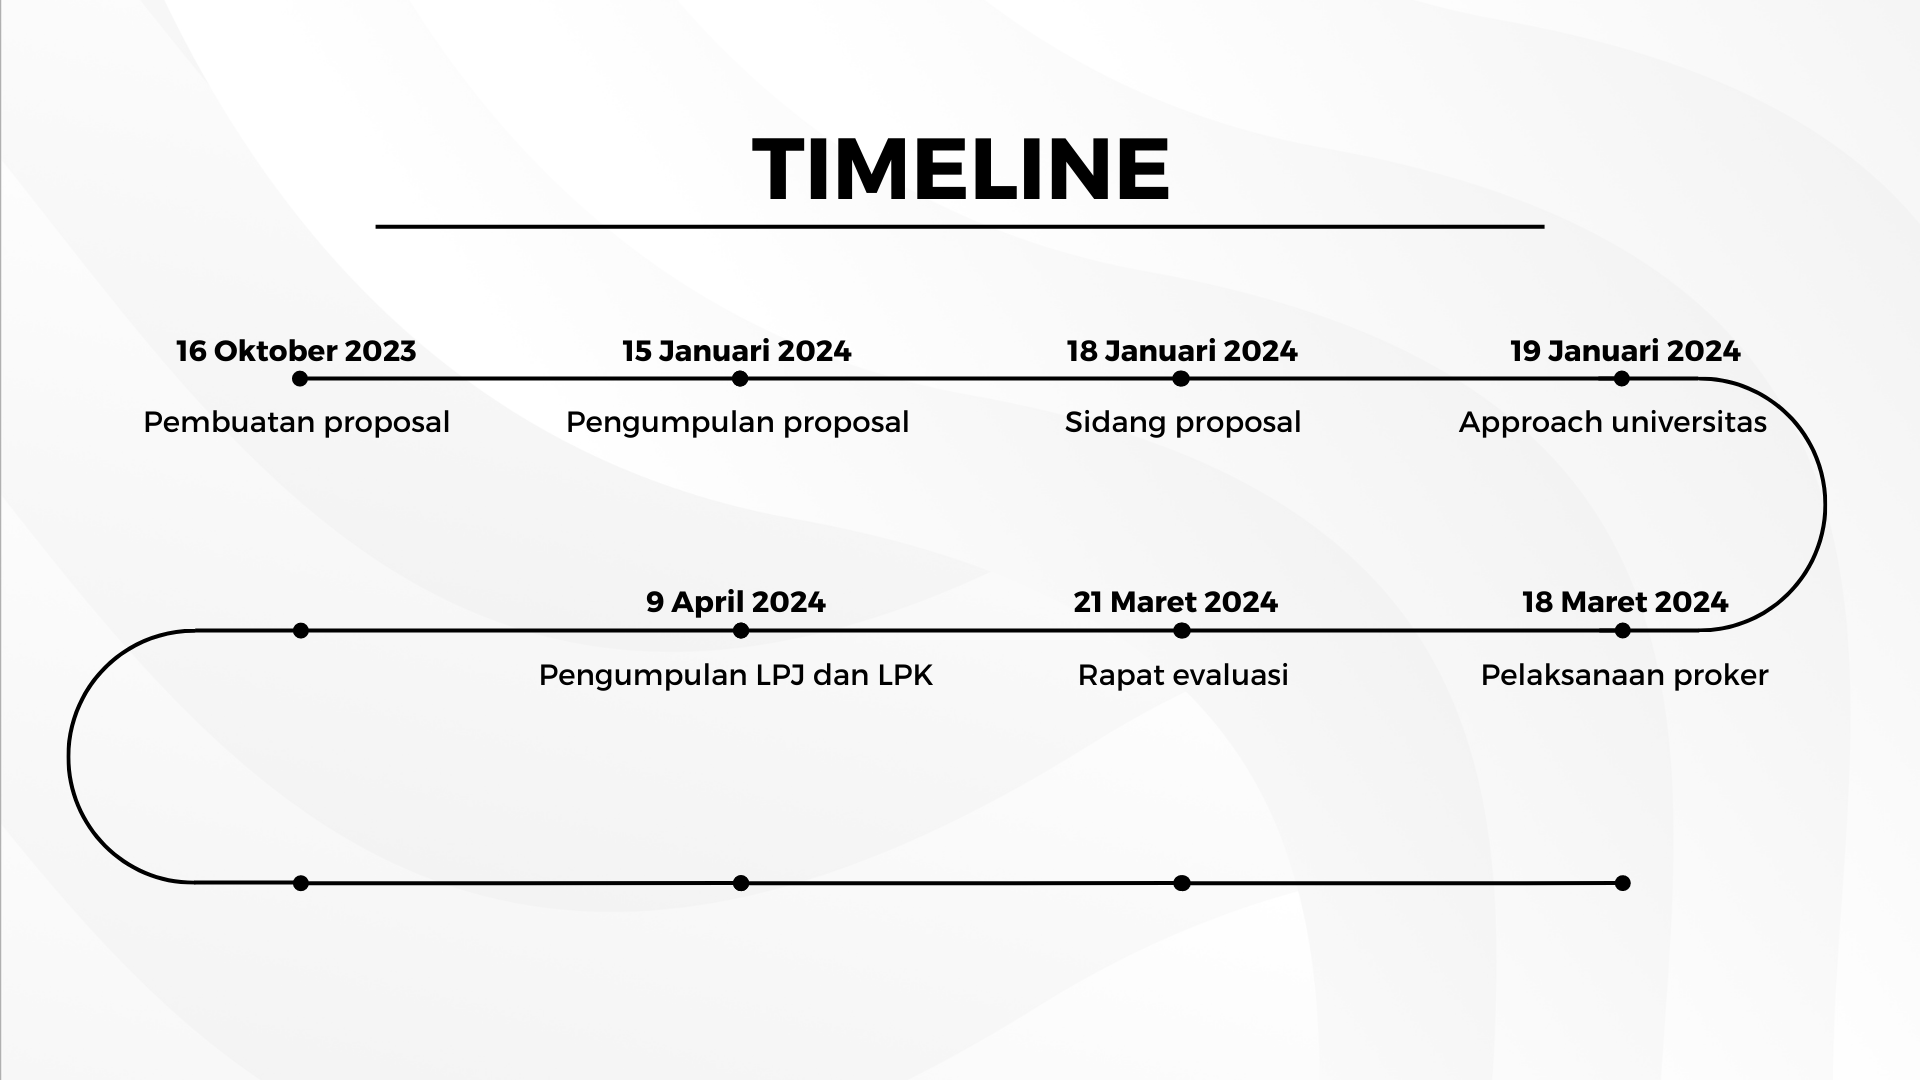 TIMELINE
16 Oktober 2023
Pembuatan proposal
15 Januari 2024
Pengumpulan proposal
18 Januari 2024
Sidang proposal
19 Januari 2024
Approach universitas
18 Maret 2024
Pelaksanaan proker
21 Maret 2024
Rapat evaluasi
9 April 2024
Pengumpulan LPJ dan LPK